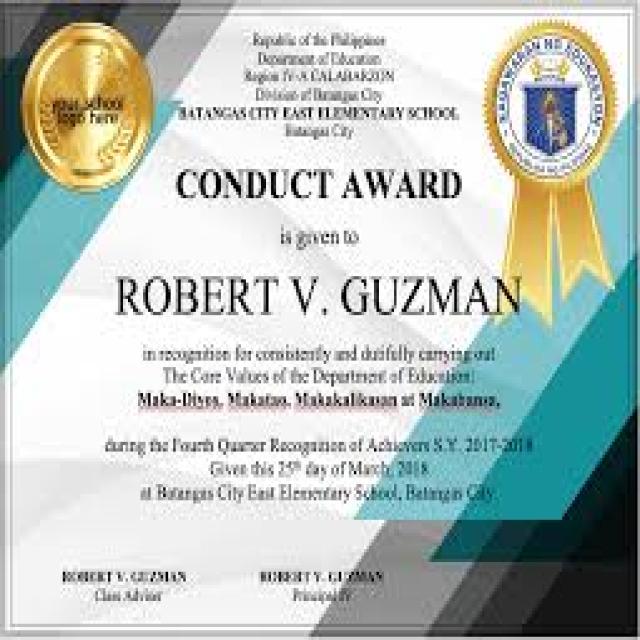 Republic of the Philippines
Department of Education
Region IV-A CALABARZON
Division of Batangas City
BATANGAS CITY EAST ELEMENTARY SCHOOL
Batangas City
your school
logo here
KAGAWARAN NG EDUKASYON
CONDUCT AWARD
is given to
ROBERT V. GUZMAN
in recognition for consistently and dutifully carrying out
The Core Values of the Department of Education:
Maka-Diyos, Makatao, Makakalikasan at Makabansa,
during the Fourth Quarter Recognition of Achievers S.Y. 2017-2018
Given this 25th day of March, 2018
at Batangas City East Elementary School, Batangas City
ROBERT V. GUZMAN
Class Adviser
ROBERT V. GUZMAN
Principal